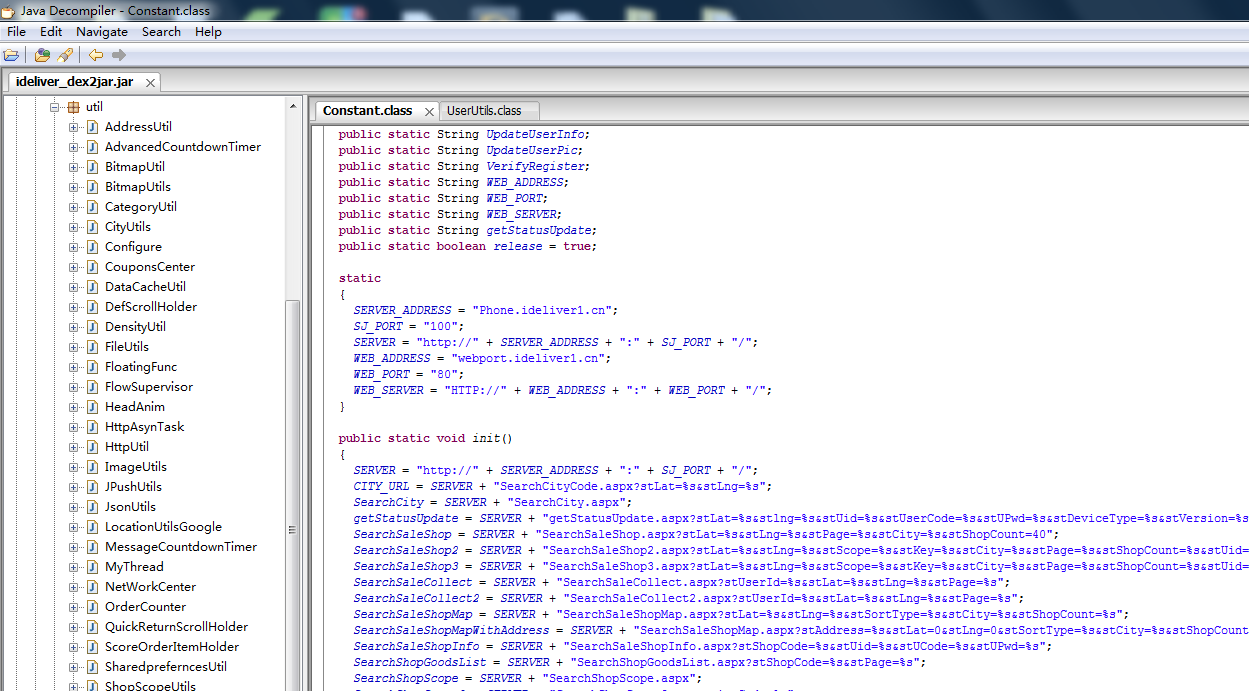 Java Decompiler - Constant.class
File Edit Navigate Search Help
ideliver_dex2jar.jar
util
AddressUtil
AdvancedCountdownTimer
BitmapUtil
BitmapUtils
CategoryUtil
CityUtils
Configure
CouponsCenter
DataCacheUtil
DefScrollHolder
DensityUtil
FileUtils
FloatingFunc
FlowSupervisor
HeadAnim
HttpAsynTask
HttpUtil
ImageUtils
JPushUtils
JsonUtils
LocationUtilsGoogle
MessageCountdownTimer
MyThread
NetWorkCenter
OrderCounter
QuickReturnScrollHolder
ScoreOrderItemHolder
SharedpreferncesUtil
ShopScopeUtils
Constant.class UserUtils.class
public static String UpdateUserInfo;
public static String UpdateUserPic;
public static String VerifyRegister;
public static String WEB_ADDRESS;
public static String WEB_PORT;
public static String WEB_SERVER;
public static String getStatusUpdate;
public static boolean release = true;
static
{
SERVER_ADDRESS = "Phone.ideliver1.cn";
SJ_PORT = "100";
SERVER = "http://" + SERVER_ADDRESS + ":" + SJ_PORT + "/";
WEB_ADDRESS = "webport.ideliver1.cn";
WEB_PORT = "80";
WEB_SERVER = "HTTP://" + WEB_ADDRESS + ":" + WEB_PORT + "/";
}
public static void init()
{
SERVER = "http://" + SERVER_ADDRESS + ":" + SJ_PORT + "/";
CITY_URL = SERVER + "SearchCityCode.aspx?stLat=%s&stLng=%s";
SearchCity = SERVER + "SearchCity.aspx";
getStatusUpdate = SERVER + "getStatusUpdate.aspx?stLat=%s&stlng=%s&stUid=%s&stUserCode=%s&stUPwd=%s&stDeviceType=%s&stVersion=%s
SearchSaleShop = SERVER + "SearchSaleShop.aspx?stLat=%s&stLng=%s&stPage=%s&stCity=%s&stShopCount=40";
SearchSaleShop2 = SERVER + "SearchSaleShop2.aspx?stLat=%s&stLng=%s&stScope=%s&stKey=%s&stCity=%s&stPage=%s&stShopCount=%s&stUid=
SearchSaleShop3 = SERVER + "SearchSaleShop3.aspx?stLat=%s&stLng=%s&stScope=%s&stKey=%s&stCity=%s&stPage=%s&stShopCount=%s&stUid=
SearchSaleCollect = SERVER + "SearchSaleCollect.aspx?stUserId=%s&stLat=%s&stLng=%s&stPage=%s";
SearchSaleCollect2 = SERVER + "SearchSaleCollect2.aspx?stUserId=%s&stLat=%s&stLng=%s&stPage=%s";
SearchSaleShopMap = SERVER + "SearchSaleShopMap.aspx?stLat=%s&stLng=%s&stSortType=%s&stCity=%s&stShopCount=%s";
SearchSaleShopMapWithAddress = SERVER + "SearchSaleShopMap.aspx?stAddress=%s&stLat=0&stLng=0&stSortType=%s&stCity=%s&stShopCount
SearchSaleShopInfo = SERVER + "SearchSaleShopInfo.aspx?stShopCode=%s&stUid=%s&stUCode=%s&stUPwd=%s";
SearchShopGoodsList = SERVER + "SearchShopGoodsList.aspx?stShopCode=%s&stPage=%s";
SearchShopScope = SERVER + "SearchShopScope.aspx";